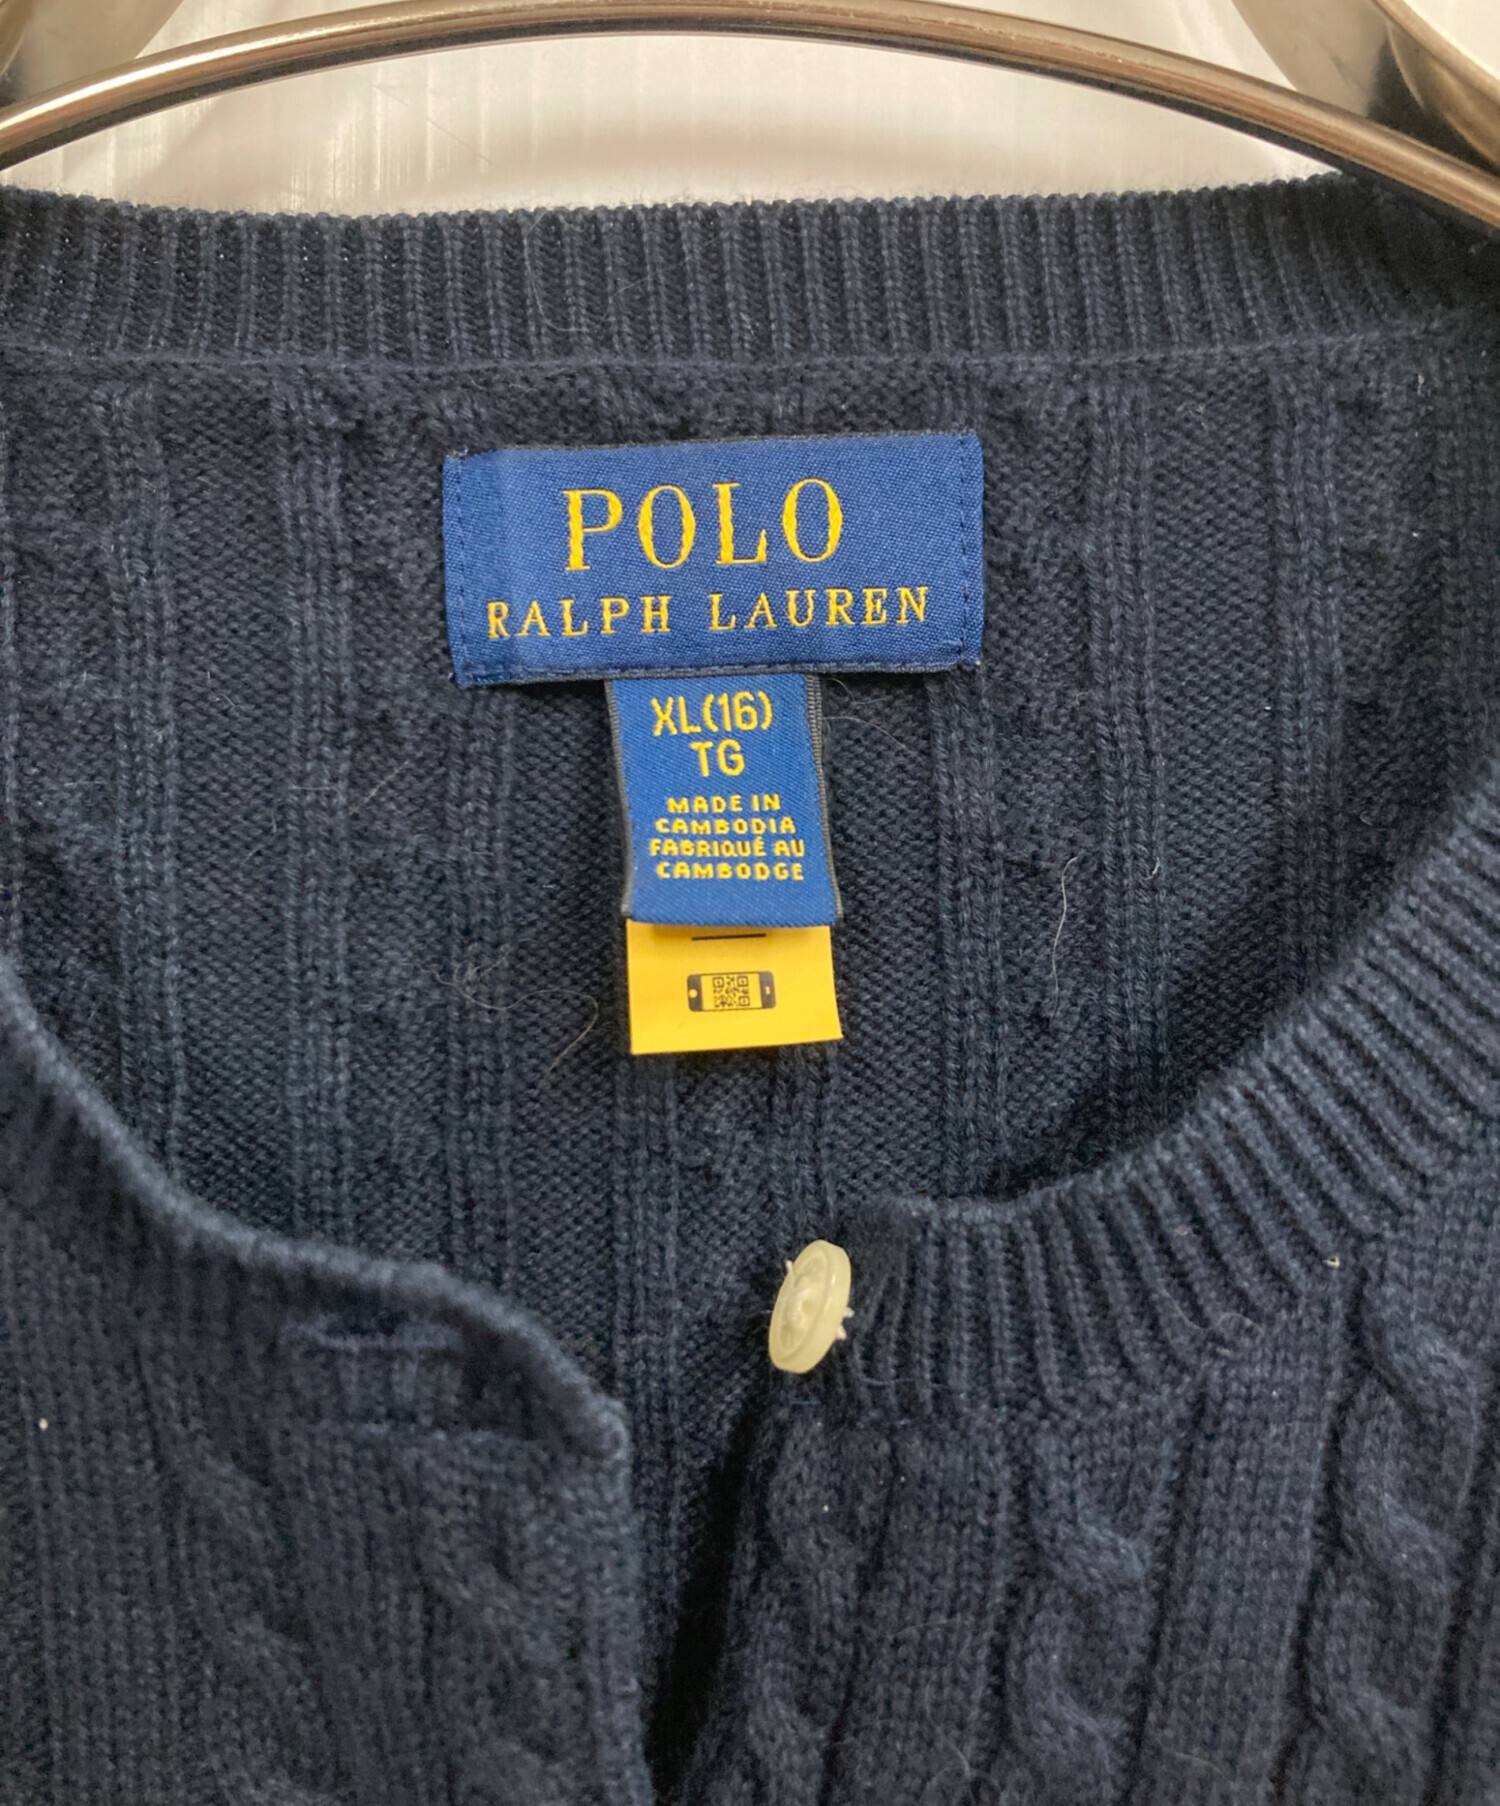 POLO
RALPH LAUREN
XL(16)
TG
MADE IN
CAMBODIA
FABRIQUÉ AU
CAMBODGE